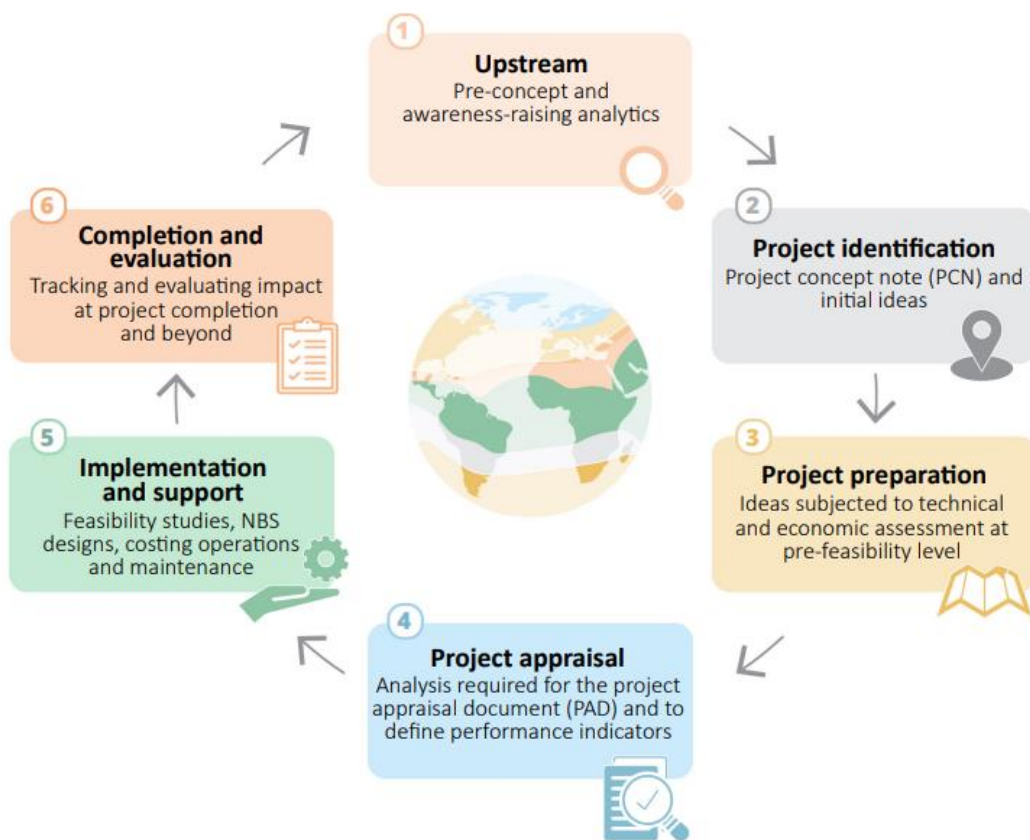 1
Upstream
Pre-concept and
awareness-raising analytics
2
Project identification
Project concept note (PCN) and
initial ideas
3
Project preparation
Ideas subjected to technical
and economic assessment at
pre-feasibility level
4
Project appraisal
Analysis required for the project
appraisal document (PAD) and to
define performance indicators
5
Implementation
and support
Feasibility studies, NBS
designs, costing operations
and maintenance
6
Completion and
evaluation
Tracking and evaluating impact
at project completion
and beyond